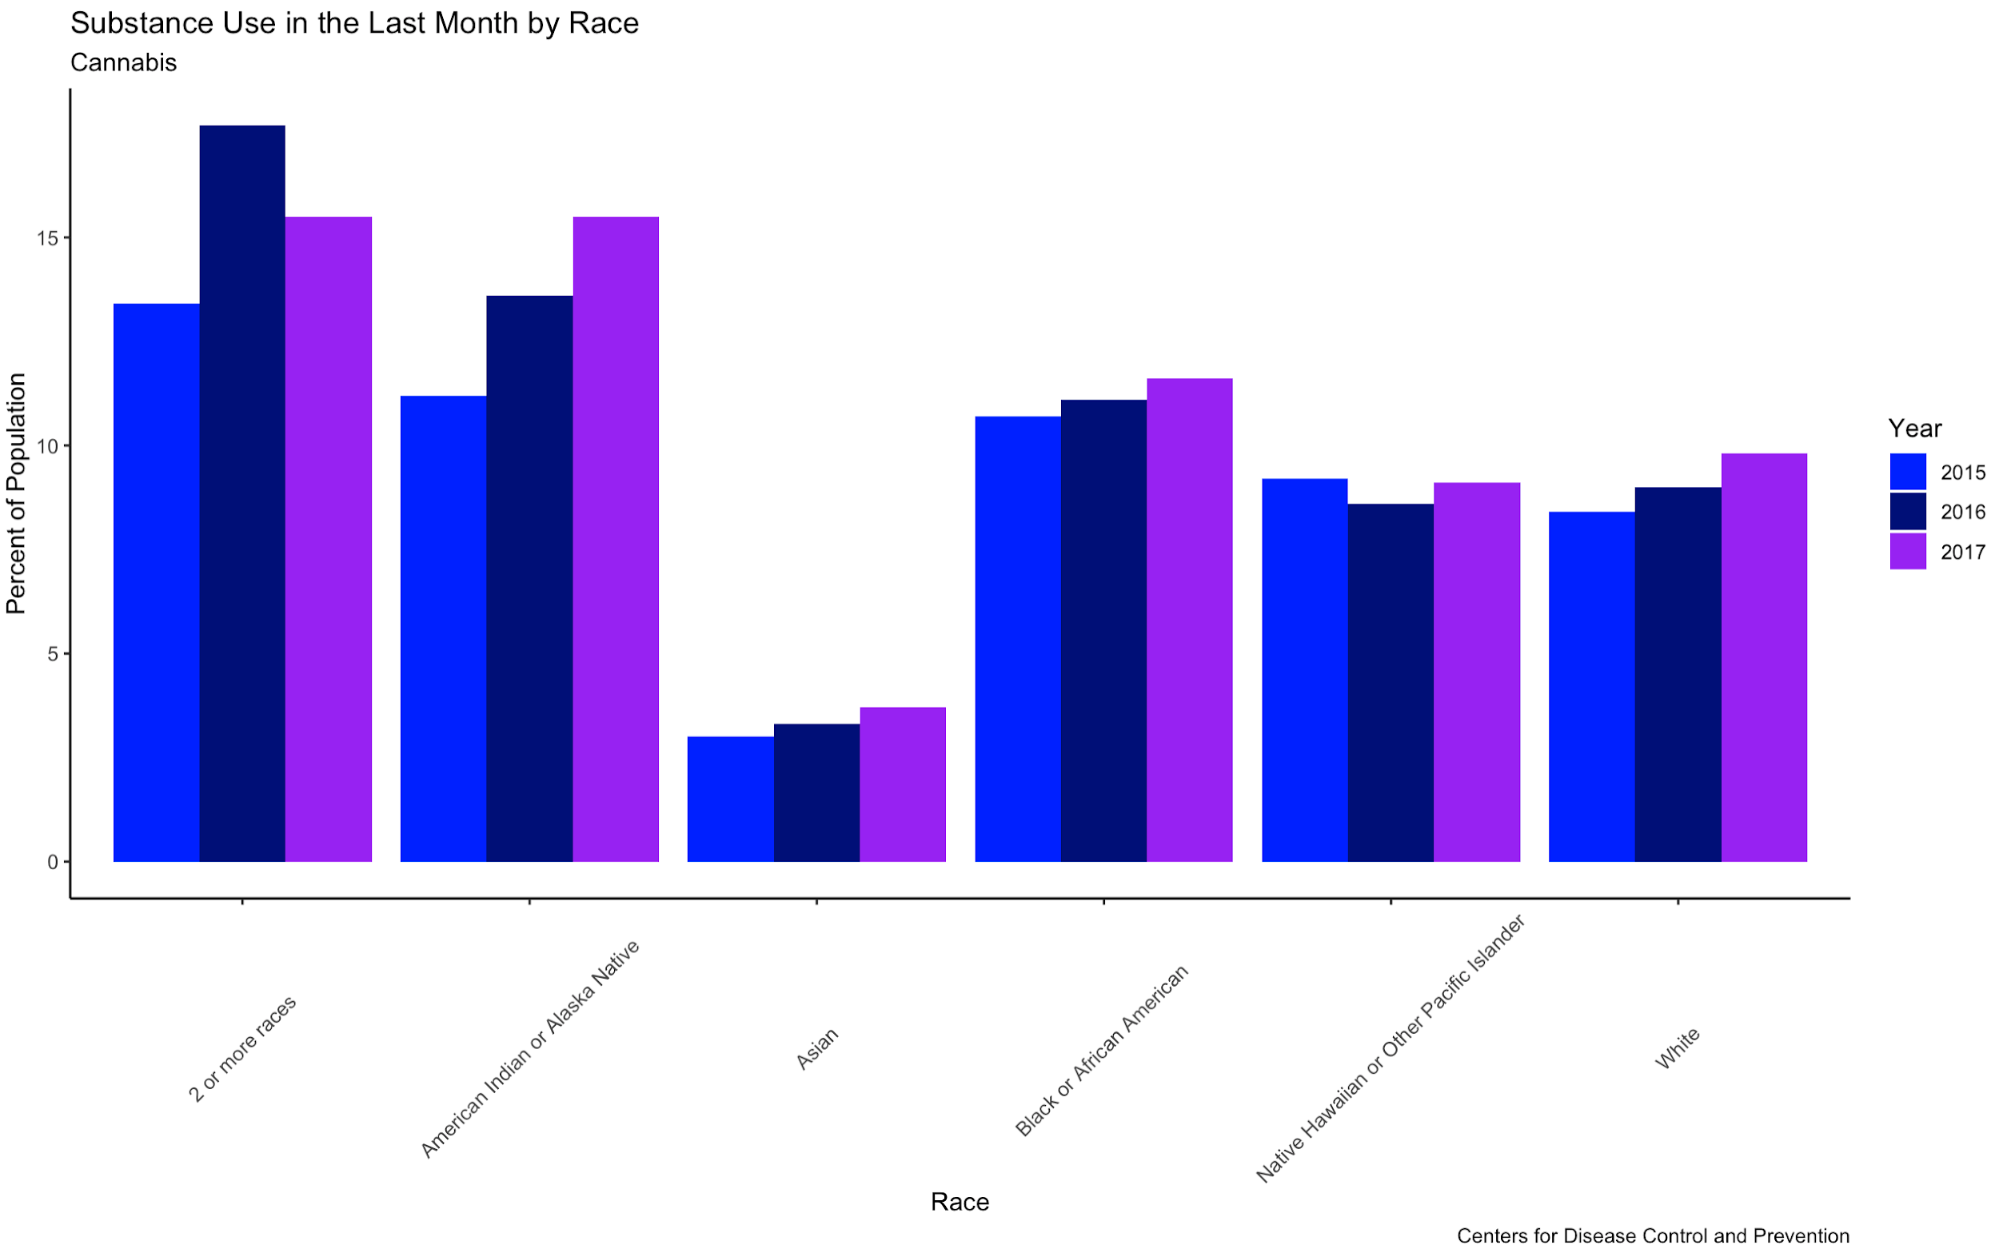 Substance Use in the Last Month by Race
Cannabis
Percent of Population
15
10
5
0
2 or more races
American Indian or Alaska Native
Asian
Black or African American
Native Hawaiian or Other Pacific Islander
White
Race
Year
2015
2016
2017
Centers for Disease Control and Prevention